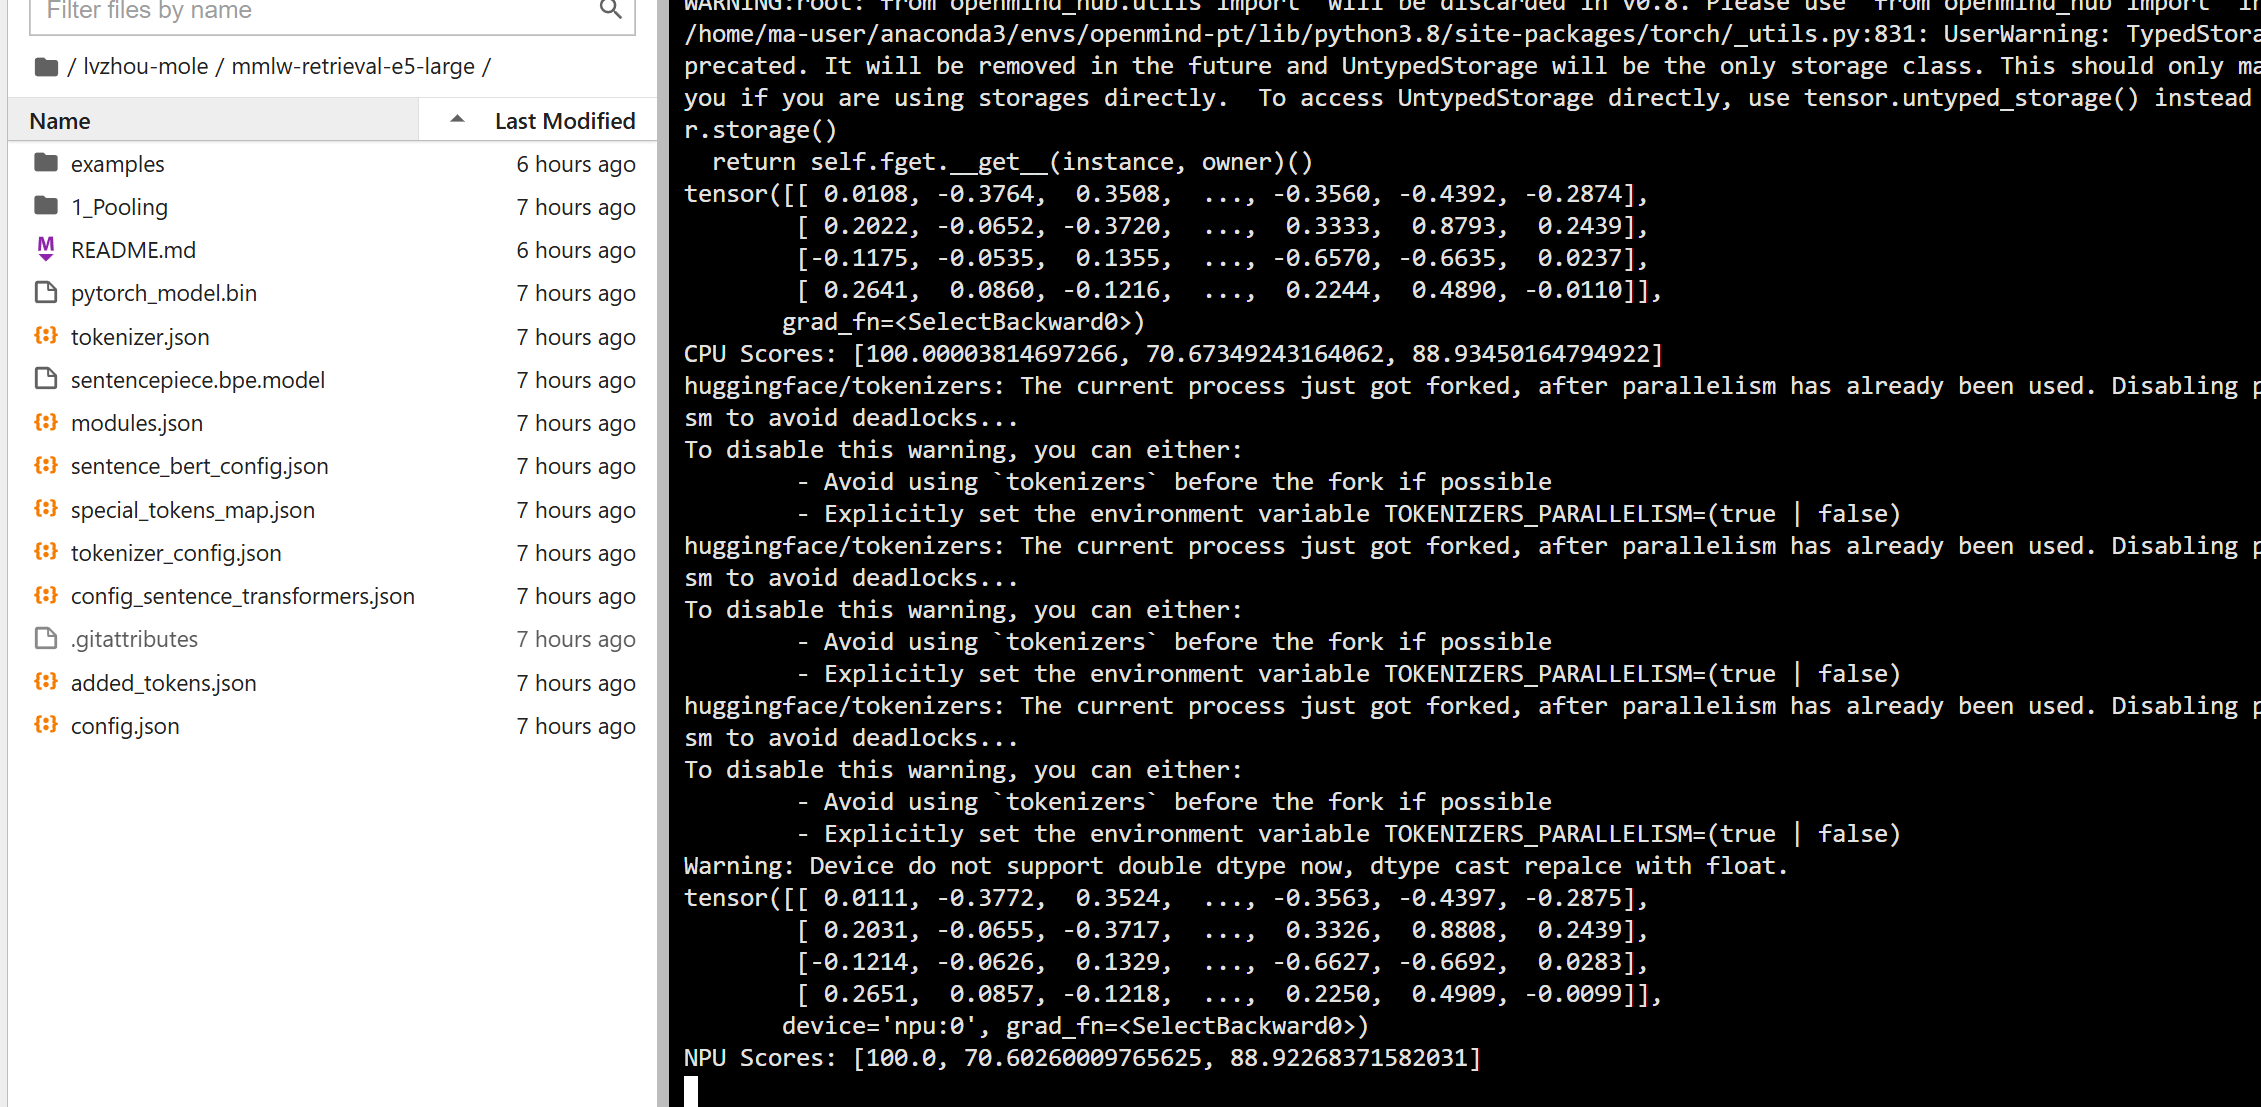 Filter files by name
/ lvzhou-mole / mmlw-retrieval-e5-large /
Name Last Modified
examples 6 hours ago
1_Pooling 7 hours ago
README.md 6 hours ago
pytorch_model.bin 7 hours ago
tokenizer.json 7 hours ago
sentencepiece.bpe.model 7 hours ago
modules.json 7 hours ago
sentence_bert_config.json 7 hours ago
special_tokens_map.json 7 hours ago
tokenizer_config.json 7 hours ago
config_sentence_transformers.json 7 hours ago
.gitattributes 7 hours ago
added_tokens.json 7 hours ago
config.json 7 hours ago
WARNING:root:`from openmind_hub.utils import` will be discarded in v0.8. Please use `from openmind_hub import` in
/home/ma-user/anaconda3/envs/openmind-pt/lib/python3.8/site-packages/torch/_utils.py:831: UserWarning: TypedStora
precated. It will be removed in the future and UntypedStorage will be the only storage class. This should only ma
you if you are using storages directly.  To access UntypedStorage directly, use tensor.untyped_storage() instead
r.storage()
  return self.fget.__get__(instance, owner)()
tensor([[ 0.0108, -0.3764,  0.3508,  ..., -0.3560, -0.4392, -0.2874],
        [ 0.2022, -0.0652, -0.3720,  ...,  0.3333,  0.8793,  0.2439],
        [-0.1175, -0.0535,  0.1355,  ..., -0.6570, -0.6635,  0.0237],
        [ 0.2641,  0.0860, -0.1216,  ...,  0.2244,  0.4890, -0.0110]],
       grad_fn=<SelectBackward0>)
CPU Scores: [100.00003814697266, 70.67349243164062, 88.93450164794922]
huggingface/tokenizers: The current process just got forked, after parallelism has already been used. Disabling p
sm to avoid deadlocks...
To disable this warning, you can either:
        - Avoid using `tokenizers` before the fork if possible
        - Explicitly set the environment variable TOKENIZERS_PARALLELISM=(true | false)
huggingface/tokenizers: The current process just got forked, after parallelism has already been used. Disabling p
sm to avoid deadlocks...
To disable this warning, you can either:
        - Avoid using `tokenizers` before the fork if possible
        - Explicitly set the environment variable TOKENIZERS_PARALLELISM=(true | false)
huggingface/tokenizers: The current process just got forked, after parallelism has already been used. Disabling p
sm to avoid deadlocks...
To disable this warning, you can either:
        - Avoid using `tokenizers` before the fork if possible
        - Explicitly set the environment variable TOKENIZERS_PARALLELISM=(true | false)
Warning: Device do not support double dtype now, dtype cast repalce with float.
tensor([[ 0.0111, -0.3772,  0.3524,  ..., -0.3563, -0.4397, -0.2875],
        [ 0.2031, -0.0655, -0.3717,  ...,  0.3326,  0.8808,  0.2439],
        [-0.1214, -0.0626,  0.1329,  ..., -0.6627, -0.6692,  0.0283],
        [ 0.2651,  0.0857, -0.1218,  ...,  0.2250,  0.4909, -0.0099]],
       device='npu:0', grad_fn=<SelectBackward0>)
NPU Scores: [100.0, 70.60260009765625, 88.92268371582031]